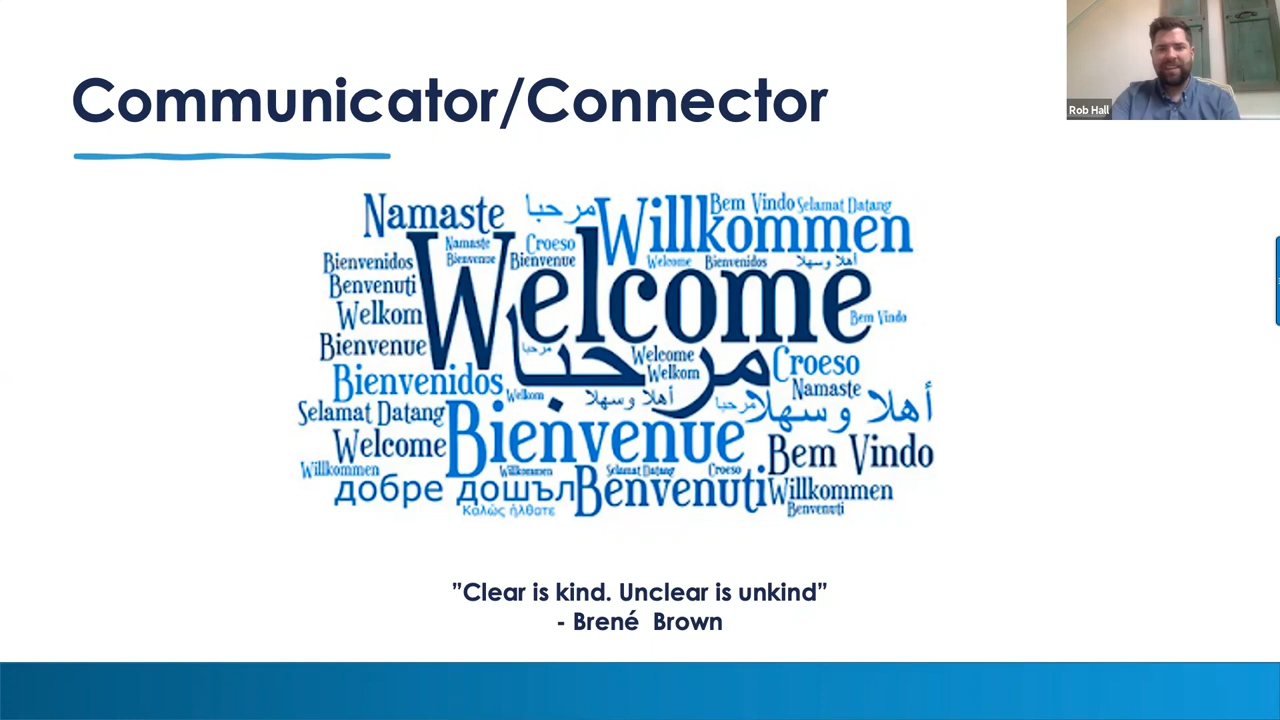 Communicator/Connector
Rob Hall
Namaste مرحبا Willkommen Bem Vindo Selamat Datang
Namaste Croeso
Bienvenidos Bienvenue Bienvenue Welcome Bienvenidos أهلا وسهلا
Welcome
Benvenuti
Welkom Bem Vindo
Bienvenue مرحبا مرحبا Welcome Croeso
Welkom
Bienvenidos Welkom أهلا وسهلا مرحبا Namaste
أهلا وسهلا
Selamat Datang
Welcome Bienvenue Bem Vindo
Willkommen Willkommen Selamat Datang Croeso
добре дошъл Benvenuti Willkommen
Καλώς ήλθατε Benvenuti
”Clear is kind. Unclear is unkind”
- Brené Brown